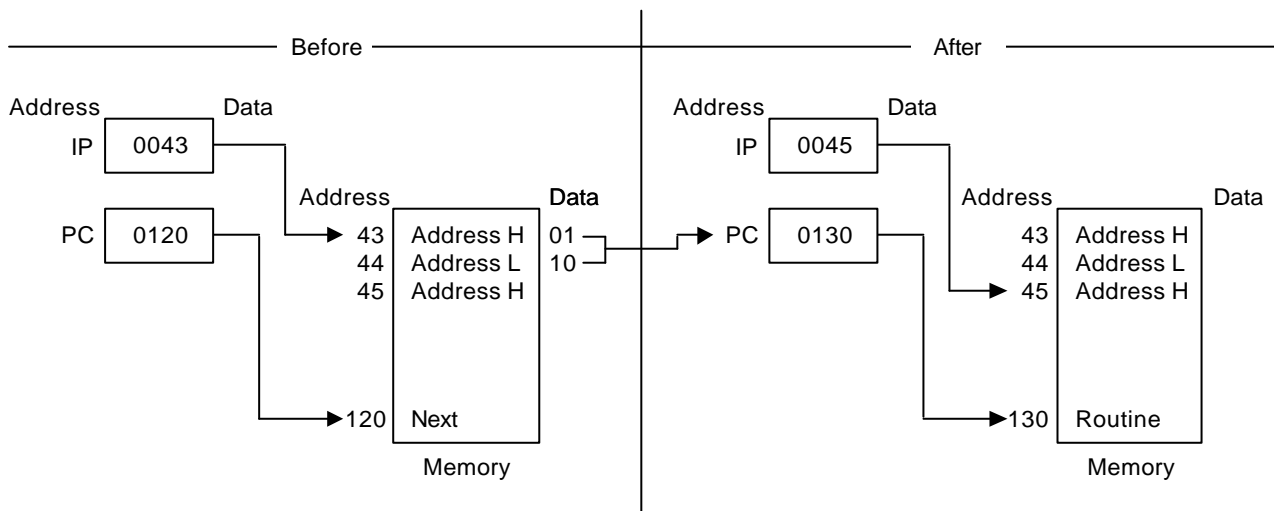 Before
After
Address Data
IP 0043
Address Data
PC 0120
43 Address H 01
44 Address L 10
45 Address H
120 Next
Memory
Address Data
IP 0045
Address Data
PC 0130
43 Address H
44 Address L
45 Address H
130 Routine
Memory